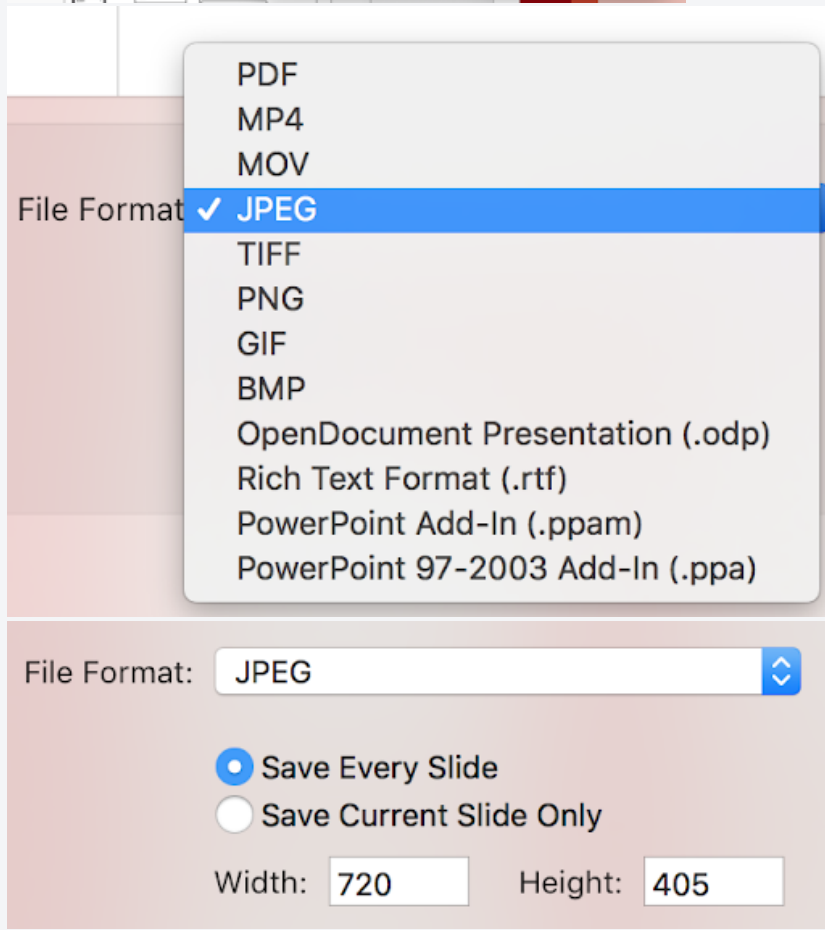 PDF
MP4
MOV
File Format JPEG
TIFF
PNG
GIF
BMP
OpenDocument Presentation (.odp)
Rich Text Format (.rtf)
PowerPoint Add-In (.ppam)
PowerPoint 97-2003 Add-In (.ppa)
File Format: JPEG
Save Every Slide
Save Current Slide Only
Width: 720 Height: 405